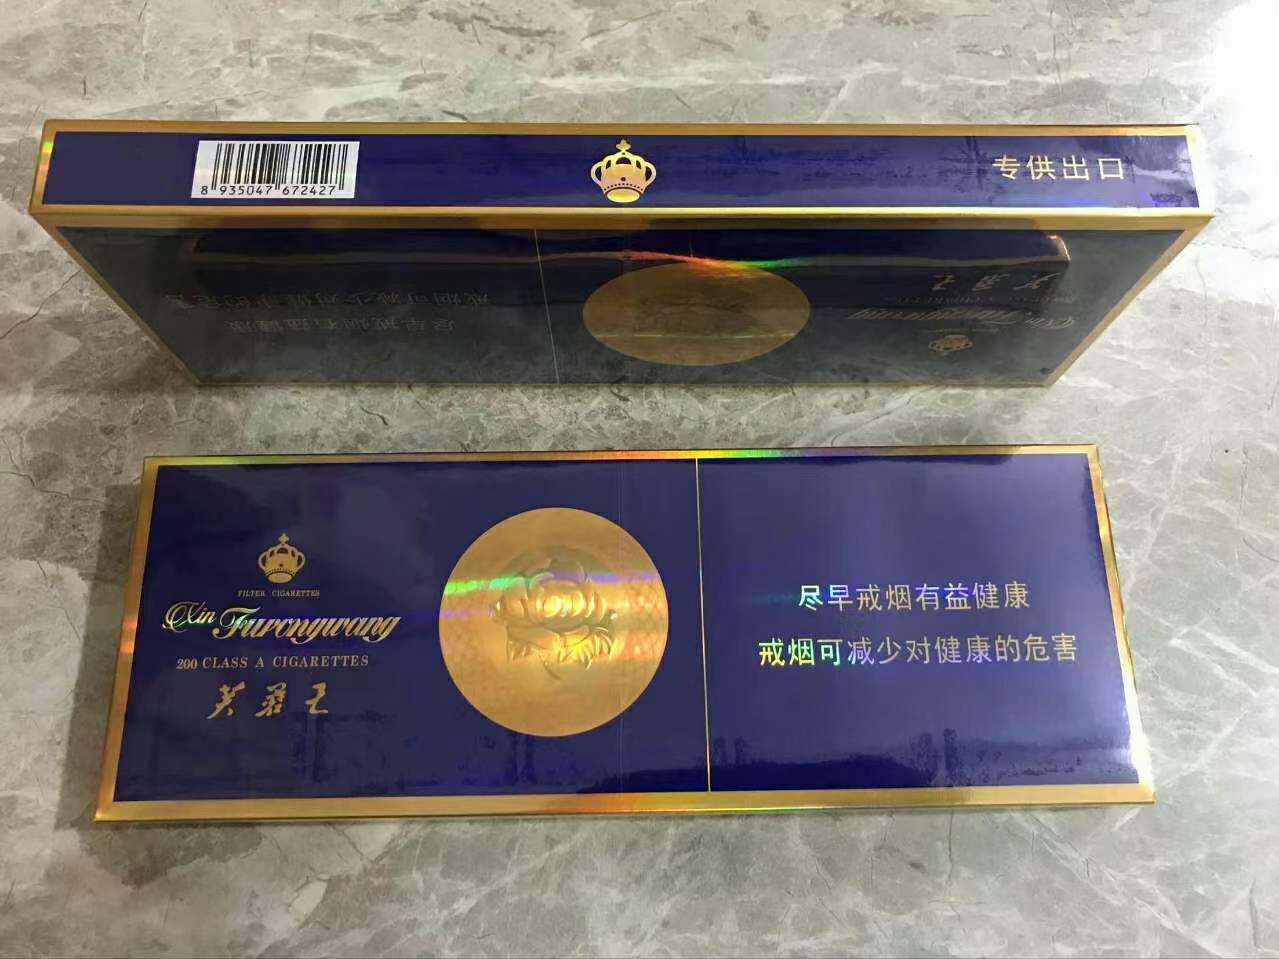 8 935047 672427
专供出口
FILTER CIGARETTES
Xin Furongwang
200 CLASS A CIGARETTES
芙蓉王
尽早戒烟有益健康
戒烟可减少对健康的危害